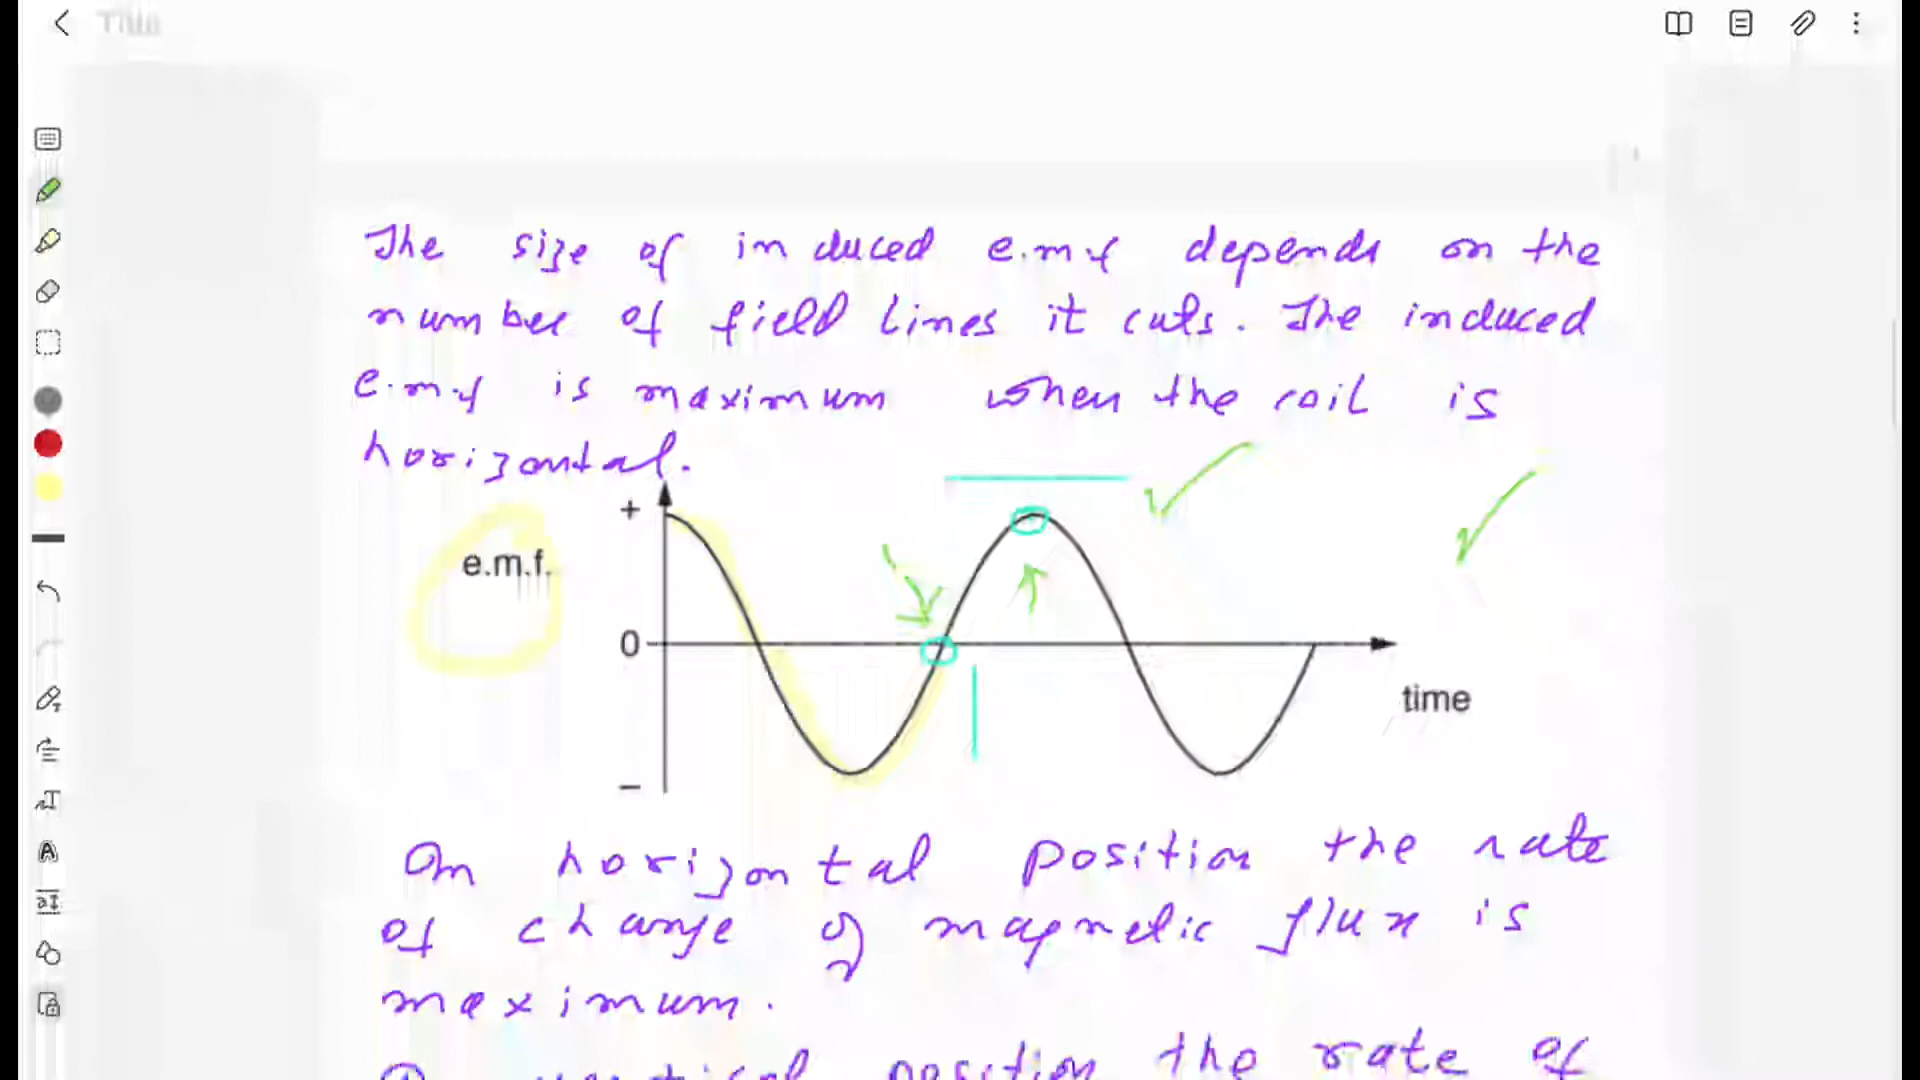 Title
The size of induced e.m.f depends on the
number of field lines it cuts. The induced
e.m.f is maximum when the coil is
horizontal.
+
e.m.f.
0
time
–
On horizontal position the rate
of change of magnetic flux is
maximum.
vertical position the rate of